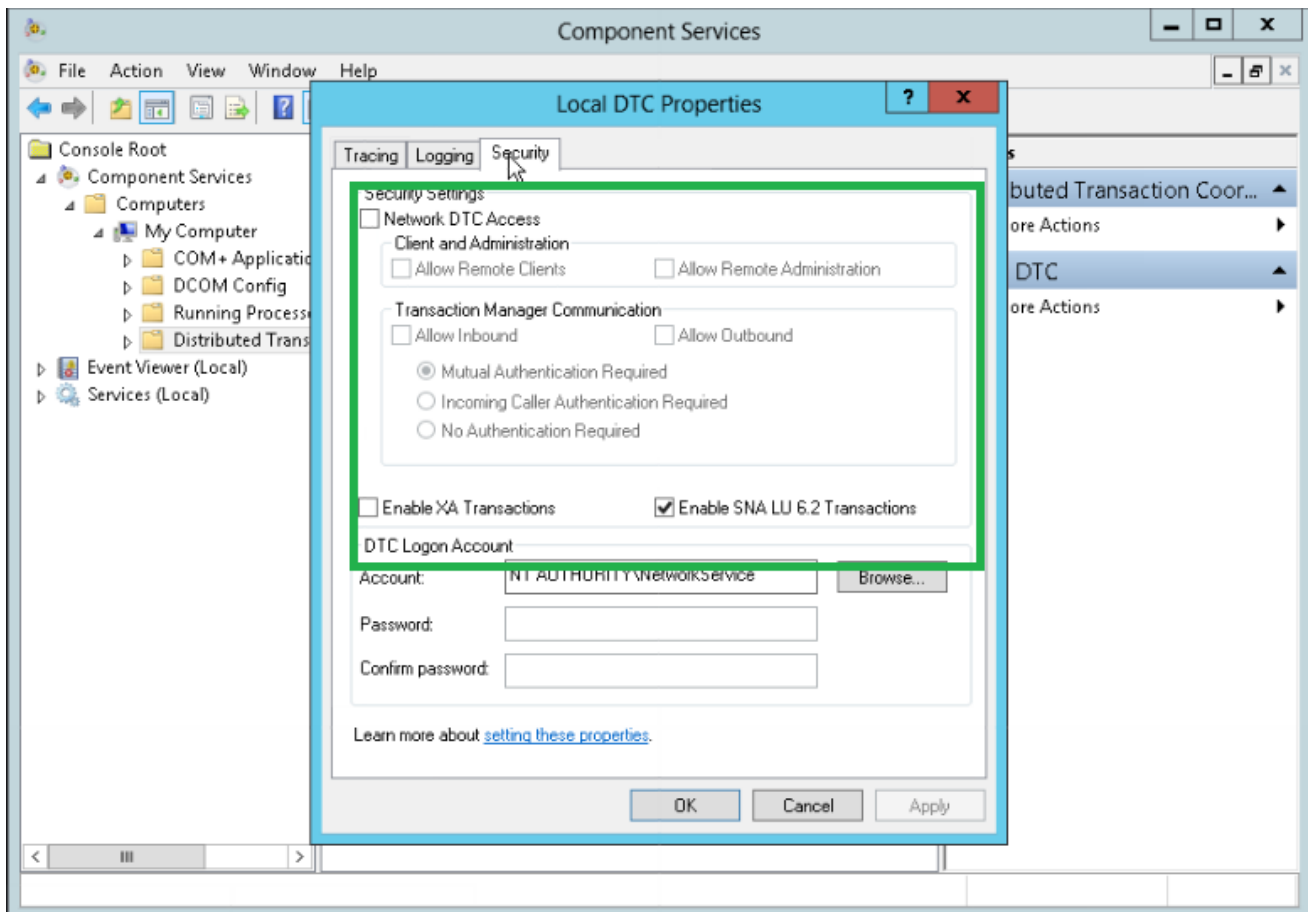 Component Services
File Action View Window Help
Local DTC Properties
Console Root
Component Services
Computers
My Computer
COM+ Applicatio
DCOM Config
Running Process
Distributed Trans
Event Viewer (Local)
Services (Local)
Tracing Logging Security
Security Settings
Network DTC Access
Client and Administration
Allow Remote Clients Allow Remote Administration
Transaction Manager Communication
Allow Inbound Allow Outbound
Mutual Authentication Required
Incoming Caller Authentication Required
No Authentication Required
Enable XA Transactions Enable SNA LU 6.2 Transactions
DTC Logon Account
Account: NT AUTHORITY\NetworkService Browse...
Password:
Confirm password:
Learn more about setting these properties.
OK Cancel Apply
s
buted Transaction Coor...
ore Actions
DTC
ore Actions